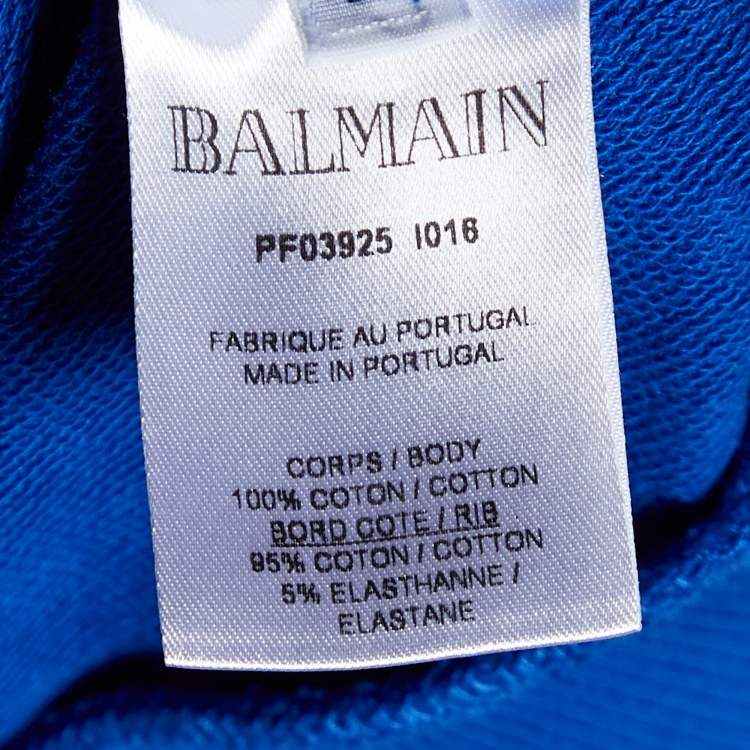 BALMAIN
PF03925 I016
FABRIQUE AU PORTUGAL
MADE IN PORTUGAL
CORPS / BODY
100% COTON / COTTON
BORD COTE / RIB
95% COTON / COTTON
5% ELASTHANNE /
ELASTANE